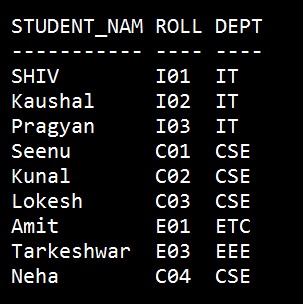 STUDENT_NAM ROLL DEPT
----------- ---- ----
SHIV        I01  IT
Kaushal     I02  IT
Pragyan     I03  IT
Seenu       C01  CSE
Kunal       C02  CSE
Lokesh      C03  CSE
Amit        E01  ETC
Tarkeshwar  E03  EEE
Neha        C04  CSE